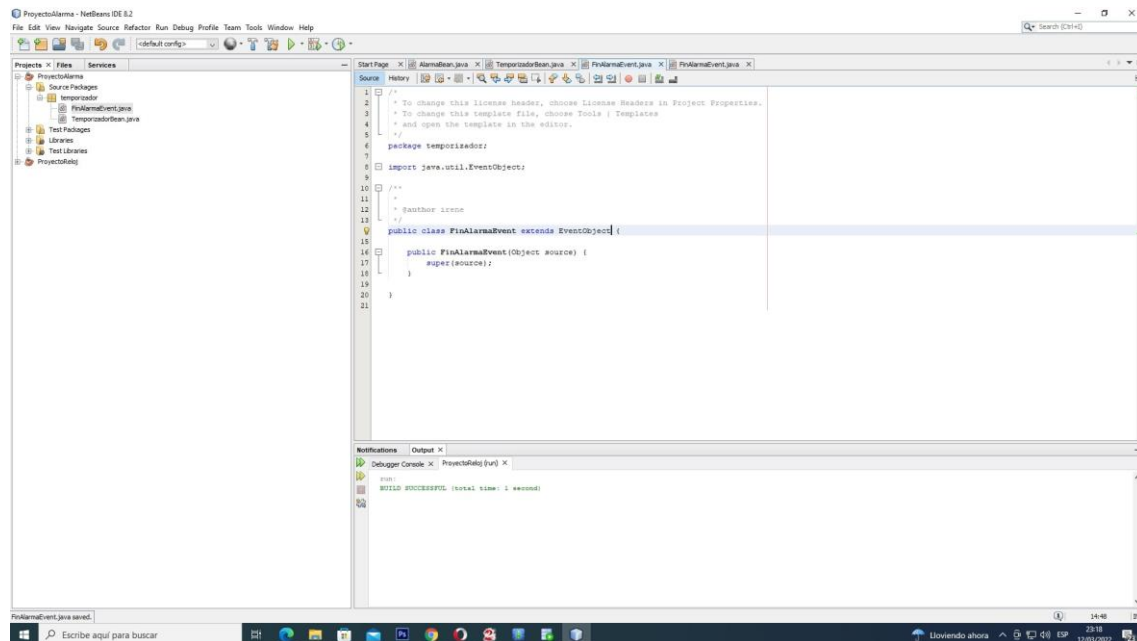 ProyectoAlarma - NetBeans IDE 8.2
File Edit View Navigate Source Refactor Run Debug Profile Team Tools Window Help
Search (Ctrl+I)
<default config>
Projects Files Services
ProyectoAlarma
Source Packages
temporizador
FinAlarmaEvent.java
TemporizadorBean.java
Test Packages
Libraries
Test Libraries
ProyectoReloj
Start Page AlarmaBean.java TemporizadorBean.java FinAlarmaEvent.java FinAlarmaEvent.java
Source History
1 /*
2 * To change this license header, choose License Headers in Project Properties.
3 * To change this template file, choose Tools | Templates
4 * and open the template in the editor.
5 */
6 package temporizador;
7
8 import java.util.EventObject;
9
10 /**
11 *
12 * @author irene
13 */
public class FinAlarmaEvent extends EventObject {
15
16 public FinAlarmaEvent(Object source) {
17 super(source);
18 }
19
20 }
21
Notifications Output
Debugger Console ProyectoReloj (run)
run:
BUILD SUCCESSFUL (total time: 1 second)
FinAlarmaEvent.java saved.
14:48
Escribe aquí para buscar
Lloviendo ahora
ESP
23:18
12/03/2022